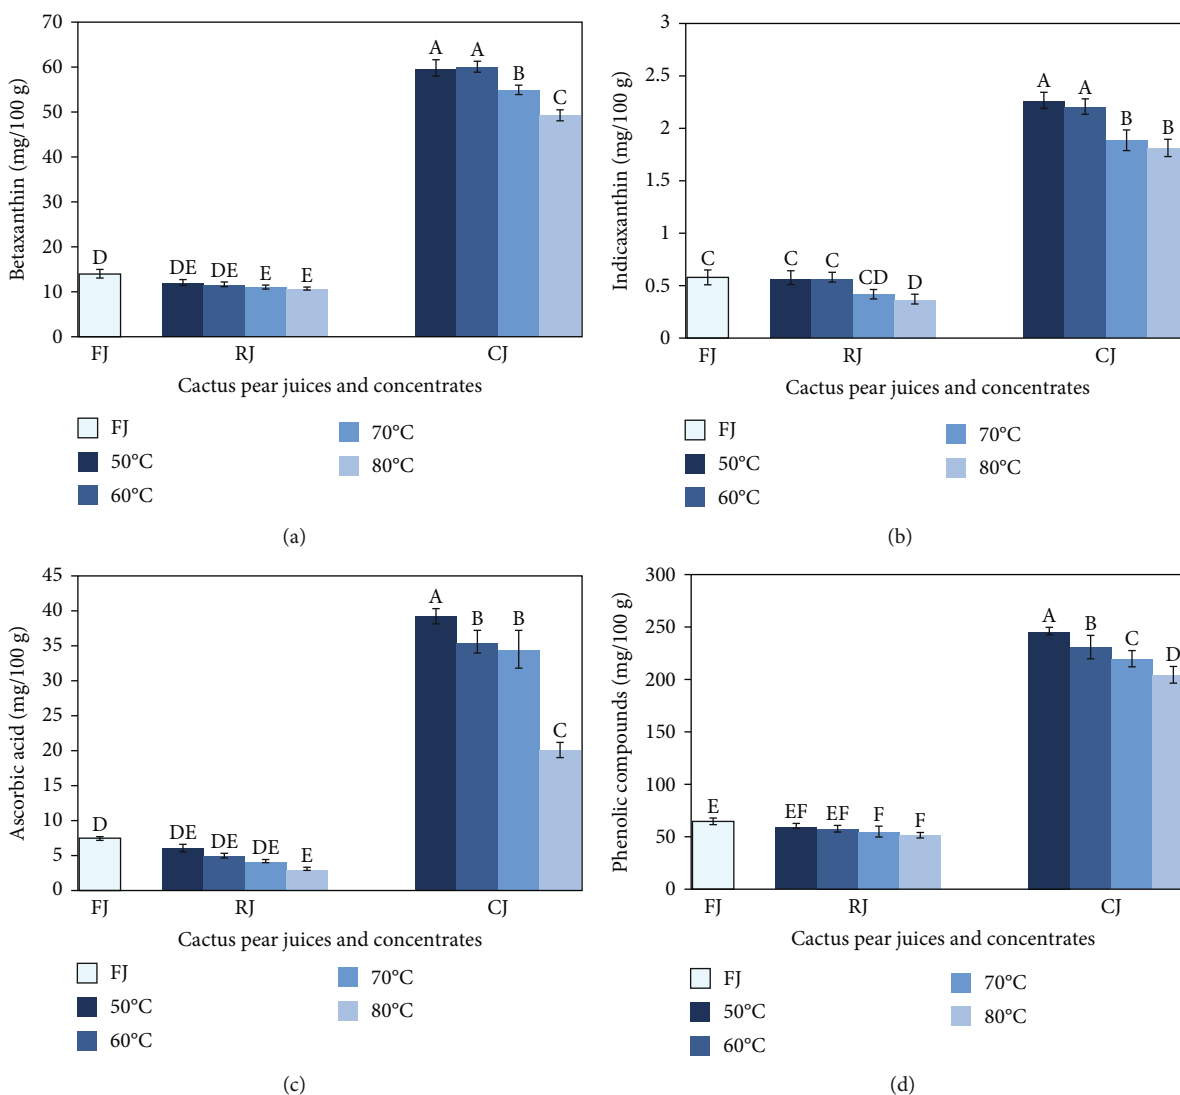 Betaxanthin (mg/100 g)
70
60
50
40
30
20
10
0
D
DE DE E E
A A B C
FJ RJ CJ
Cactus pear juices and concentrates
FJ
50°C
60°C
70°C
80°C
(a)
Indicaxanthin (mg/100 g)
3
2.5
2
1.5
1
0.5
0
C
C C CD D
A A B B
FJ RJ CJ
Cactus pear juices and concentrates
FJ
50°C
60°C
70°C
80°C
(b)
Ascorbic acid (mg/100 g)
45
40
35
30
25
20
15
10
5
0
D
DE DE DE E
A B B C
FJ RJ CJ
Cactus pear juices and concentrates
FJ
50°C
60°C
70°C
80°C
(c)
Phenolic compounds (mg/100 g)
300
250
200
150
100
50
0
E
EF EF F F
A B C D
FJ RJ CJ
Cactus pear juices and concentrates
FJ
50°C
60°C
70°C
80°C
(d)